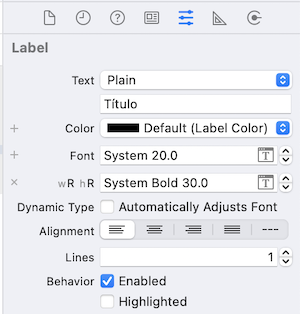 Label
Text Plain
Título
+ Color Default (Label Color)
+ Font System 20.0
× wR hR System Bold 30.0
Dynamic Type Automatically Adjusts Font
Alignment
Lines 1
Behavior Enabled
Highlighted